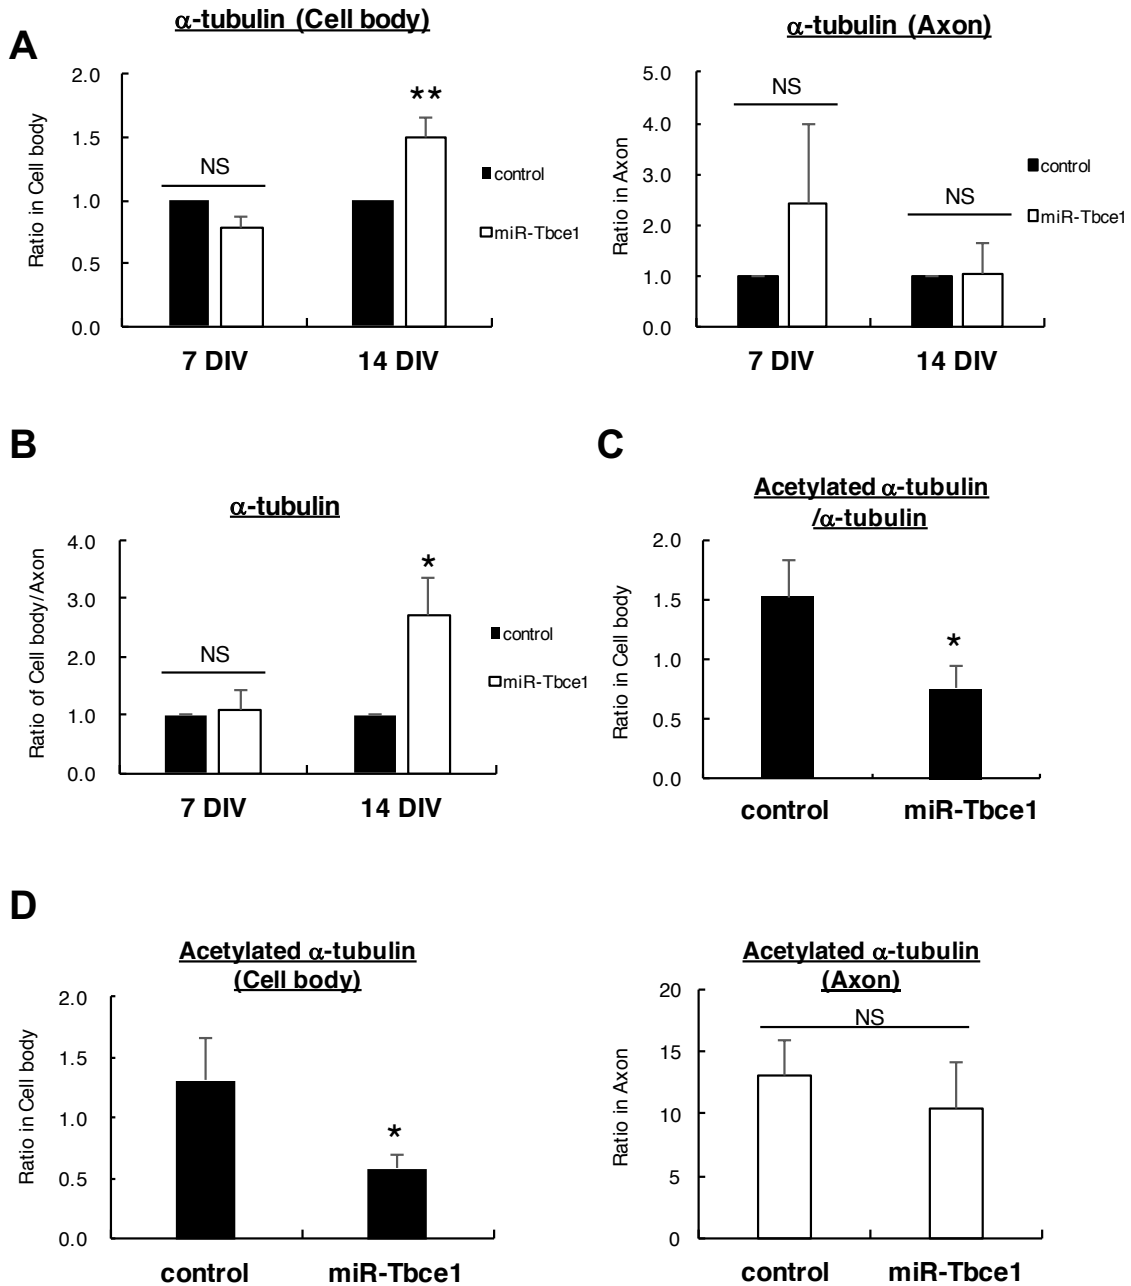 A
α-tubulin (Cell body)
Ratio in Cell body
2.0
1.5
1.0
0.5
0.0
NS
**
control
miR-Tbce1
7 DIV
14 DIV
α-tubulin (Axon)
Ratio in Axon
5.0
4.0
3.0
2.0
1.0
0.0
NS
NS
control
miR-Tbce1
7 DIV
14 DIV
B
α-tubulin
Ratio of Cell body/Axon
4.0
3.0
2.0
1.0
0.0
NS
*
control
miR-Tbce1
7 DIV
14 DIV
C
Acetylated α-tubulin
/α-tubulin
Ratio in Cell body
2.0
1.5
1.0
0.5
0.0
*
control
miR-Tbce1
D
Acetylated α-tubulin
(Cell body)
Ratio in Cell body
2.0
1.5
1.0
0.5
0.0
*
control
miR-Tbce1
Acetylated α-tubulin
(Axon)
Ratio in Axon
20
15
10
5
0
NS
control
miR-Tbce1